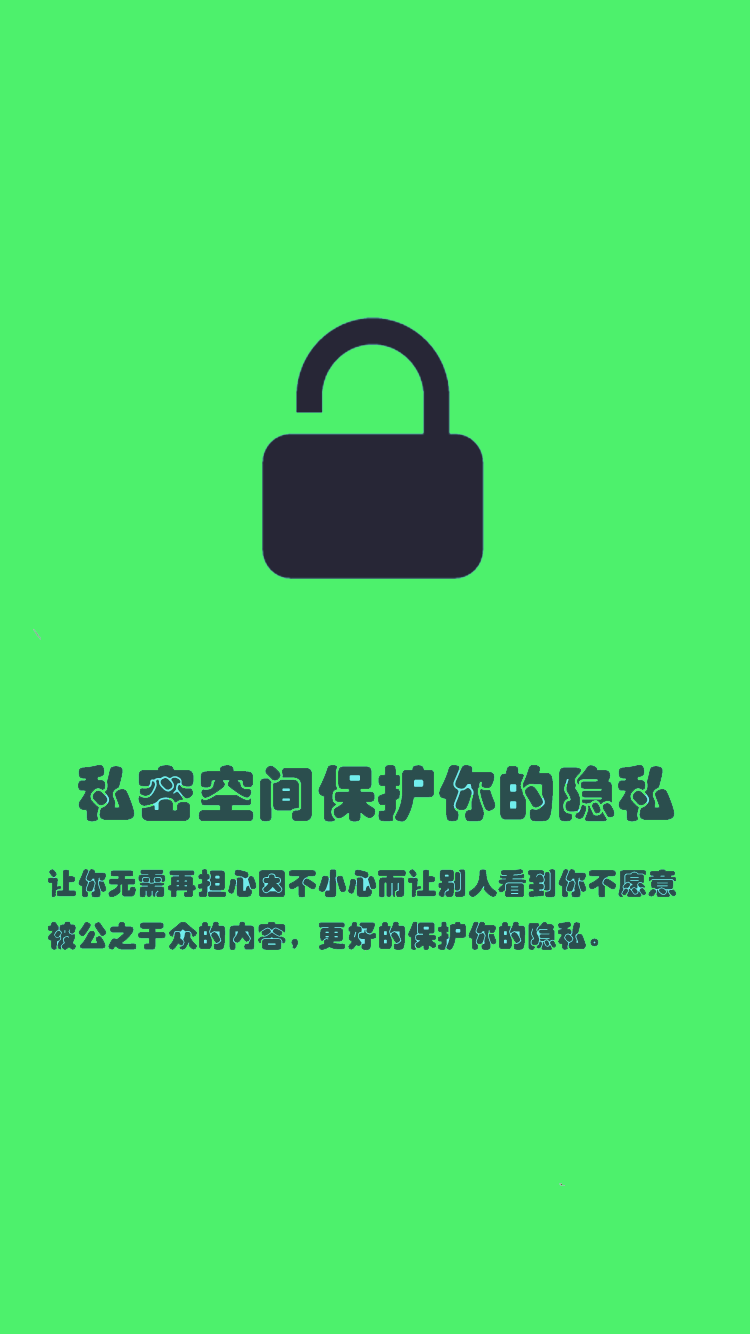 私密空间保护你的隐私
让你无需再担心因不小心而让别人看到你不愿意
被公之于众的内容，更好的保护你的隐私。